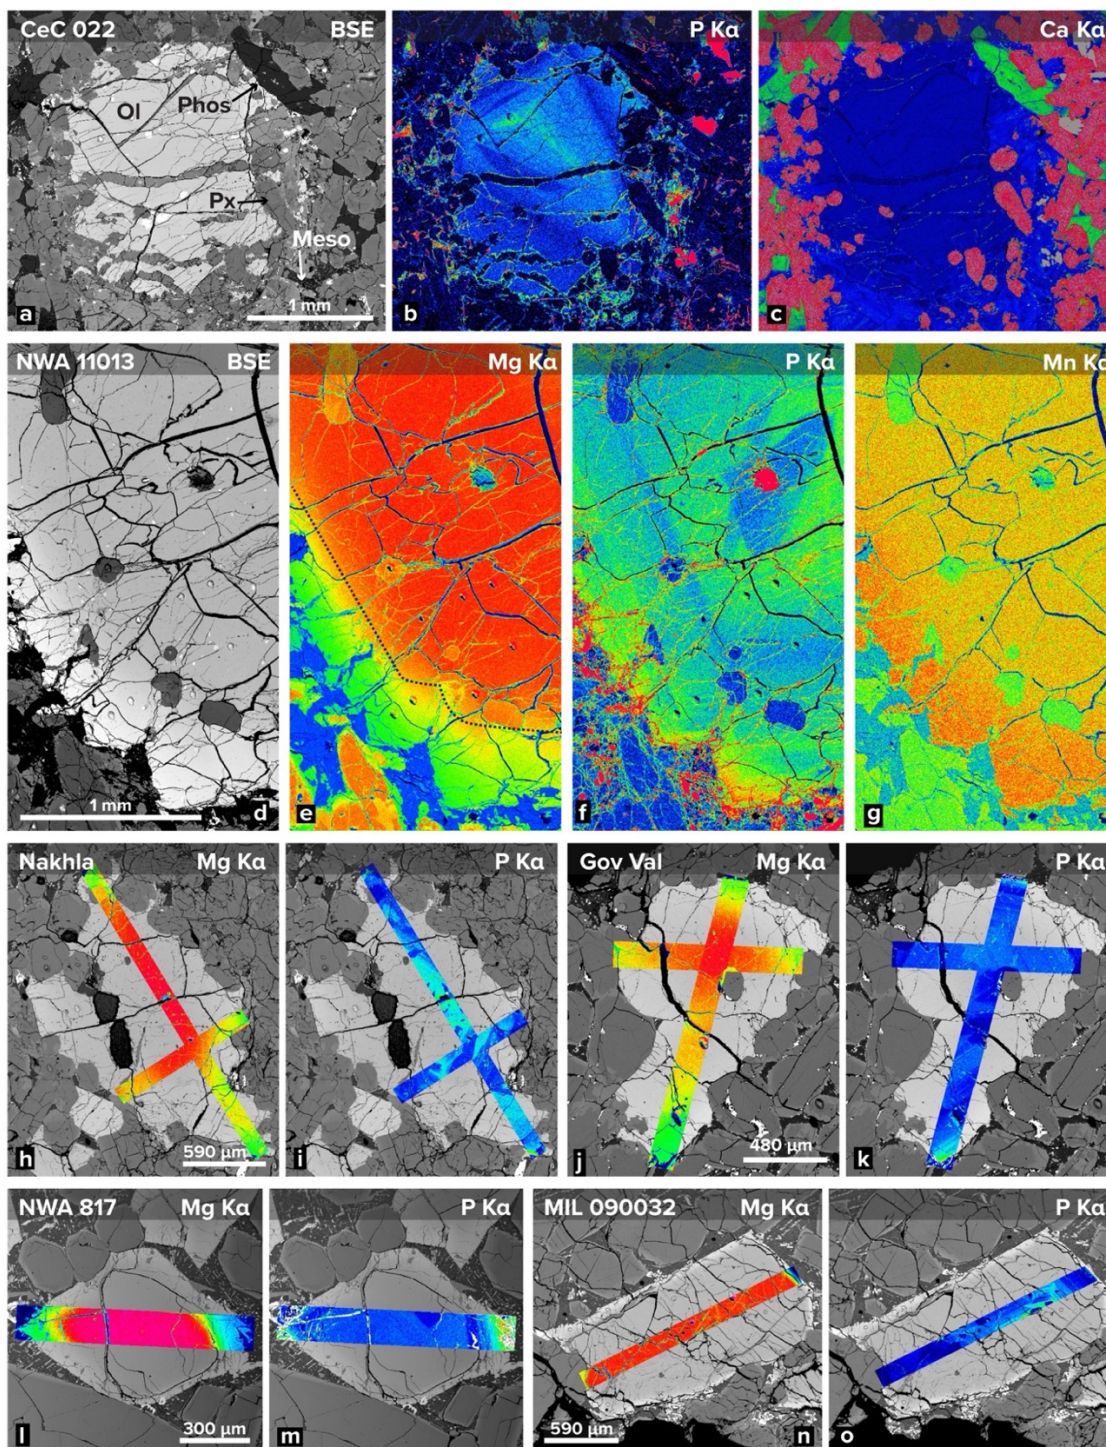 CeC 022 BSE
P Kα
Ca Kα
Ol
Phos
Px
Meso
1 mm
a
b
c
NWA 11013 BSE
Mg Kα
P Kα
Mn Kα
1 mm
d
e
f
g
Nakhla Mg Kα
P Kα
Gov Val Mg Kα
P Kα
h
590 μm
i
j
480 μm
k
NWA 817 Mg Kα
P Kα
MIL 090032 Mg Kα
P Kα
l
300 μm
m
590 μm
n
o